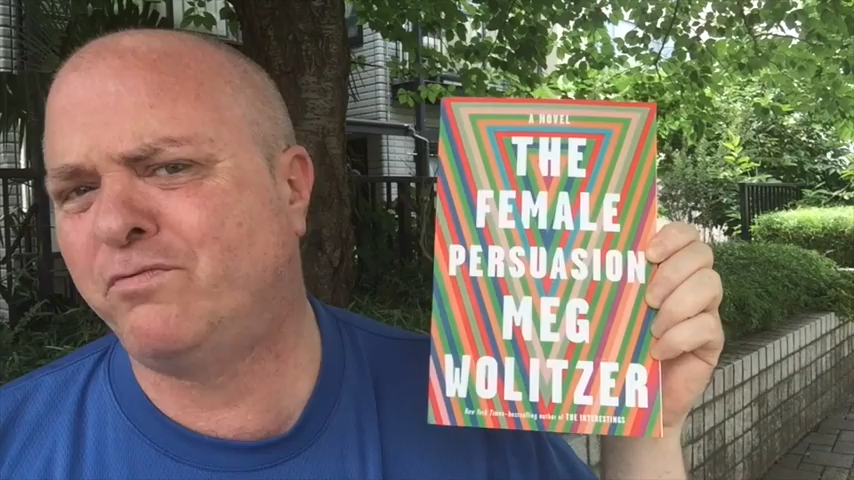 A NOVEL
THE
FEMALE
PERSUASION
MEG
WOLITZER
New York Times–bestselling author of THE INTERESTINGS